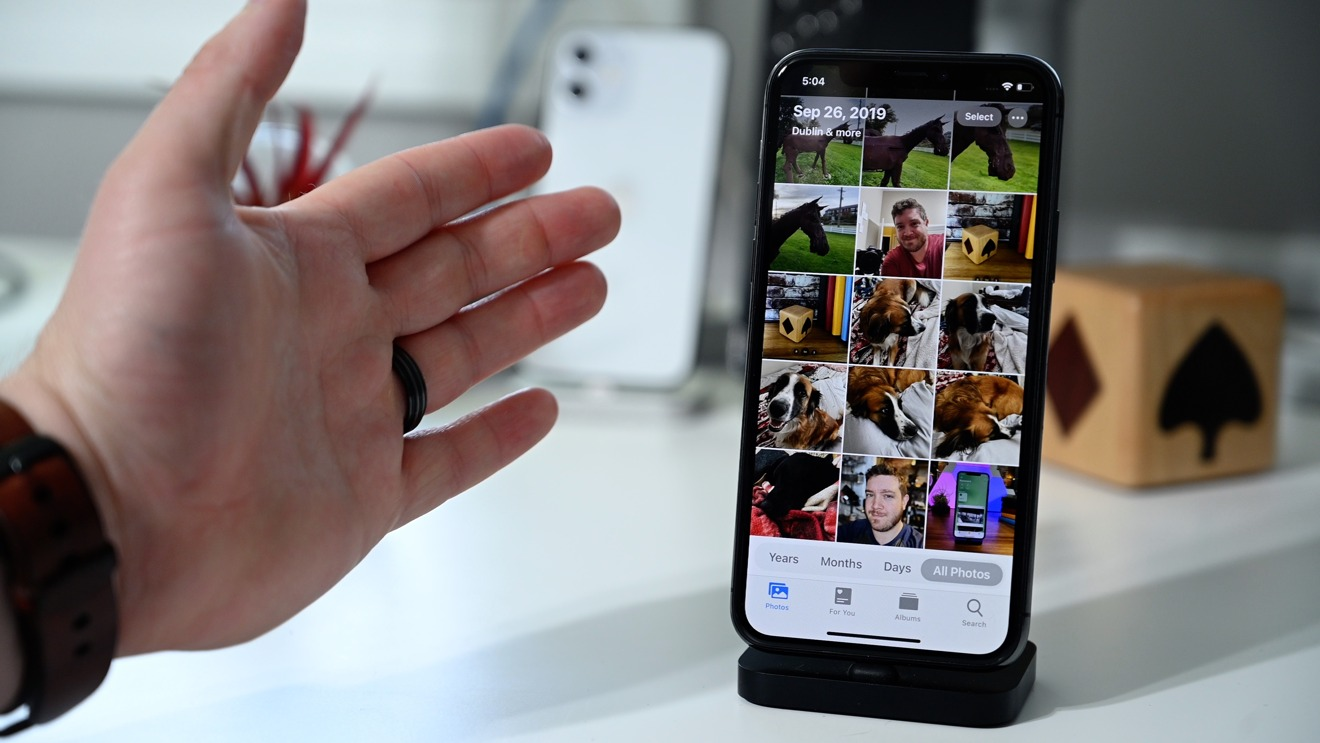 5:04
Sep 26, 2019
Select
Dublin & more
Years Months Days All Photos
Photos For You Albums Search